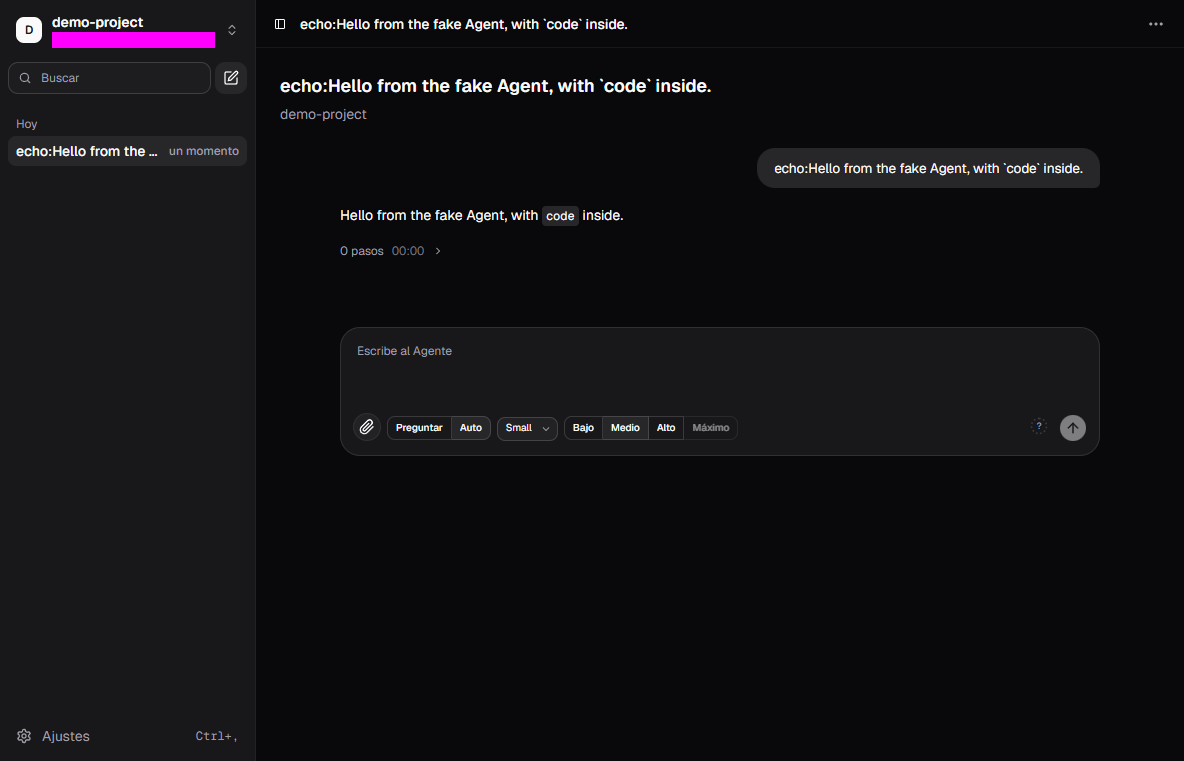 D
demo-project
Buscar
Hoy
echo:Hello from the ... un momento
Ajustes Ctrl+,
echo:Hello from the fake Agent, with `code` inside.
echo:Hello from the fake Agent, with `code` inside.
demo-project
echo:Hello from the fake Agent, with `code` inside.
Hello from the fake Agent, with code inside.
0 pasos 00:00
Escribe al Agente
Preguntar Auto Small Bajo Medio Alto Máximo ?